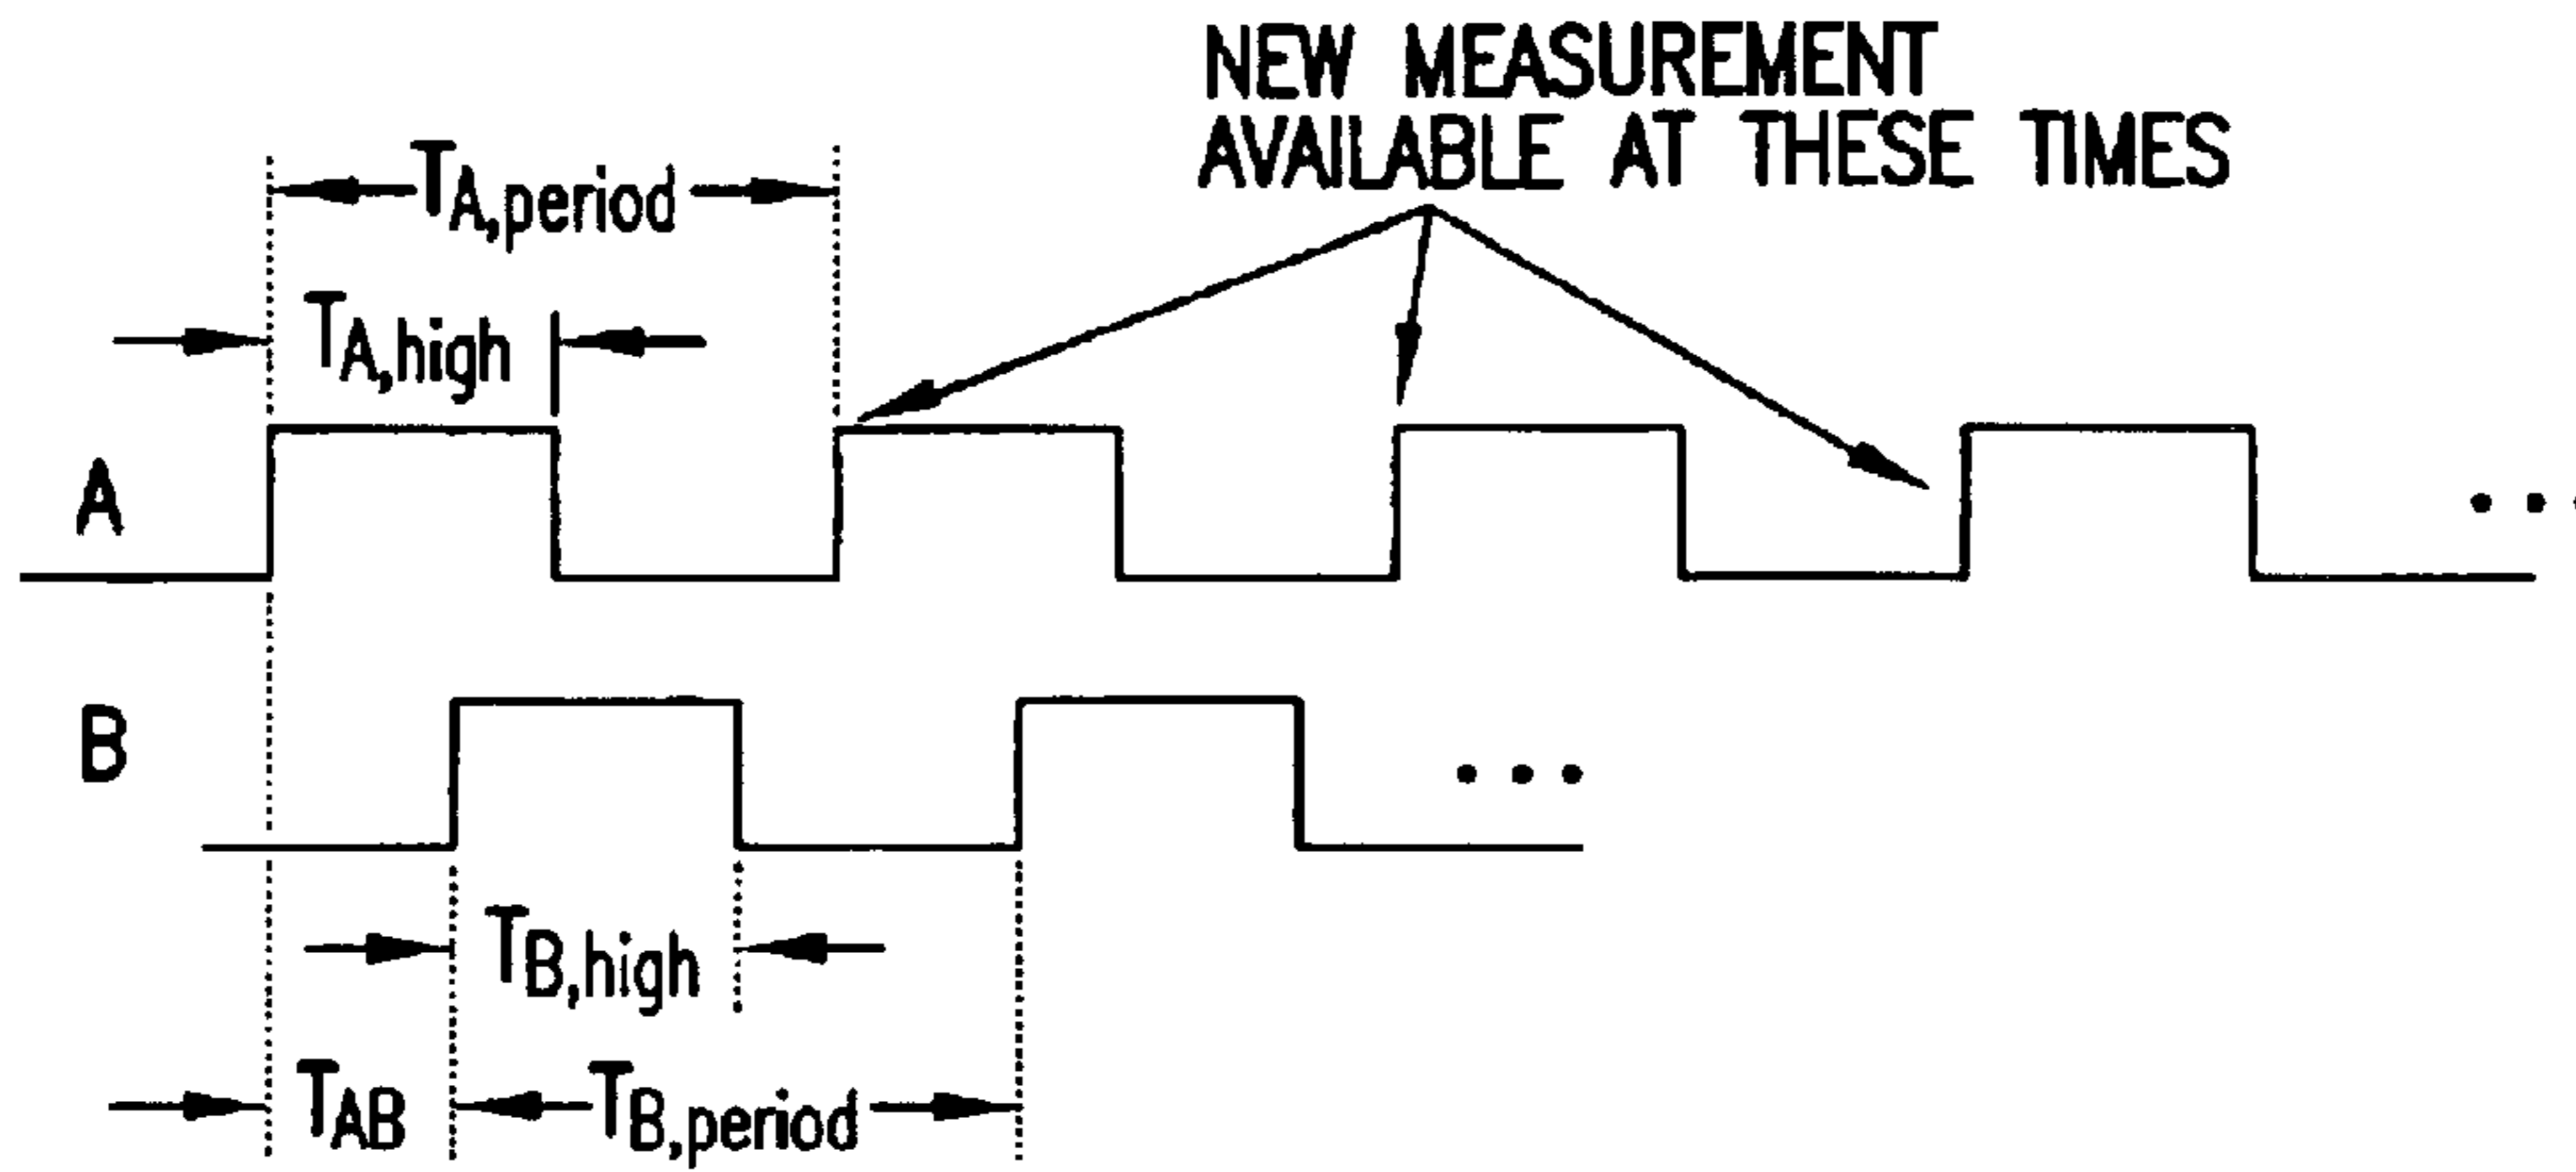 NEW MEASUREMENT
AVAILABLE AT THESE TIMES
TA,period
TA,high
A
...
B
...
TB,high
TAB
TB,period